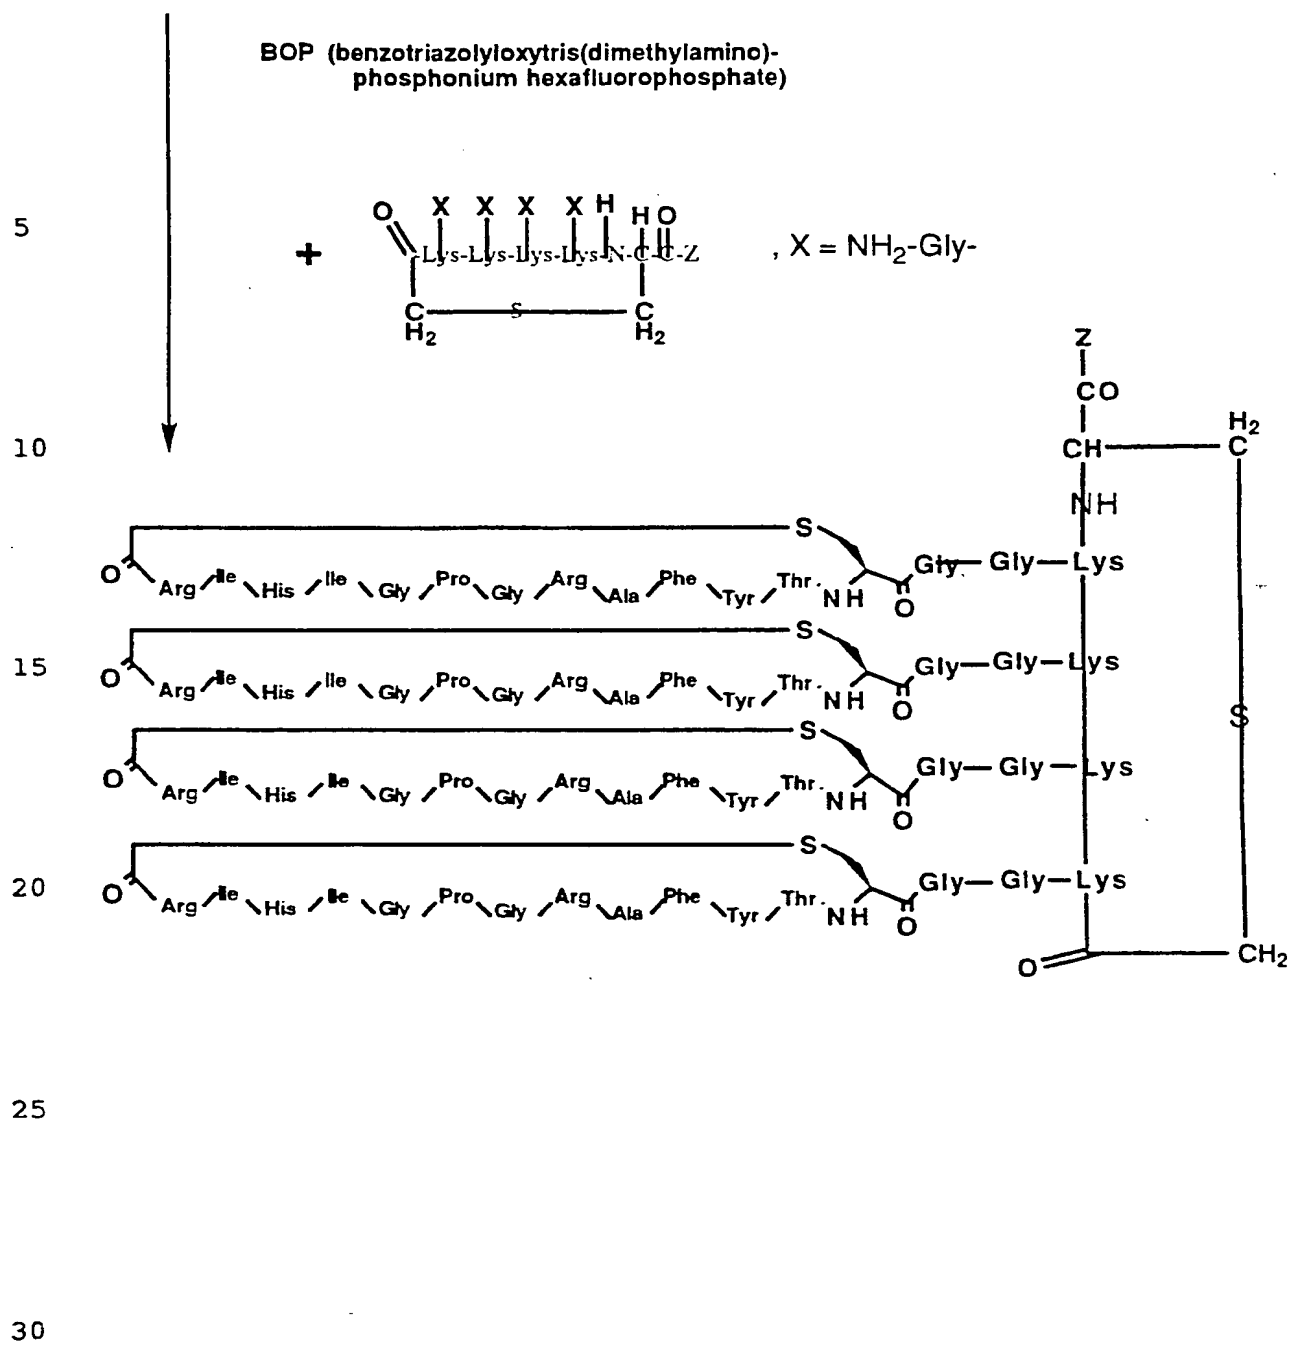 BOP (benzotriazolyloxytris(dimethylamino)-
phosphonium hexafluorophosphate)
5
+
O X X X X H H O
-Lys-Lys-Lys-Lys-N-C-C-Z
, X = NH2-Gly-
C S C
H2 H2
Z
CO
10
CH
H2
C
NH
S
O Arg Ile His Ile Gly Pro Gly Arg Ala Phe Tyr Thr NH O Gly Gly Lys
S
15
O Arg Ile His Ile Gly Pro Gly Arg Ala Phe Tyr Thr NH O Gly Gly Lys
S
S
O Arg Ile His Ile Gly Pro Gly Arg Ala Phe Tyr Thr NH O Gly Gly Lys
S
20
O Arg Ile His Ile Gly Pro Gly Arg Ala Phe Tyr Thr NH O Gly Gly Lys
O CH2
25
30